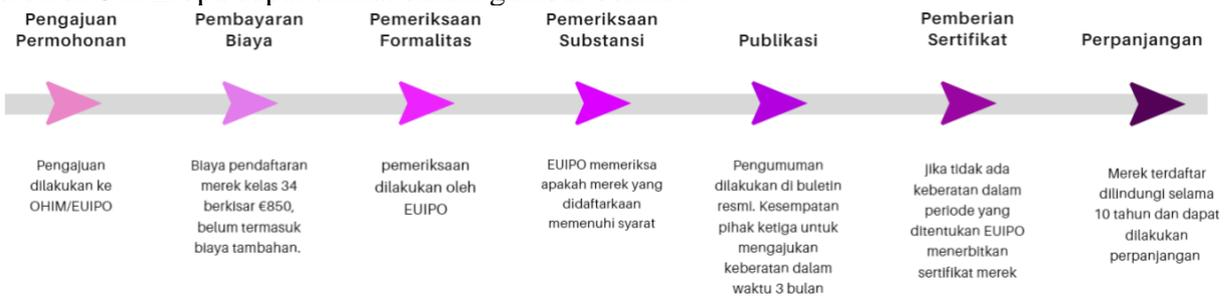 Pengajuan
Permohonan
Pembayaran
Biaya
Pemeriksaan
Formalitas
Pemeriksaan
Substansi
Publikasi
Pemberian
Sertifikat
Perpanjangan
Pengajuan
dilakukan ke
OHIM/EUIPO
Biaya pendaftaran
merek kelas 34
berkisar €850,
belum termasuk
biaya tambahan.
pemeriksaan
dilakukan oleh
EUIPO
EUIPO memeriksa
apakah merek yang
didaftarkaan
memenuhi syarat
Pengumuman
dilakukan di buletin
resmi. Kesempatan
pihak ketiga untuk
mengajukan
keberatan dalam
waktu 3 bulan
jika tidak ada
keberatan dalam
periode yang
ditentukan EUIPO
menerbitkan
sertifikat merek
Merek terdaftar
dilindungi selama
10 tahun dan dapat
dilakukan
perpanjangan